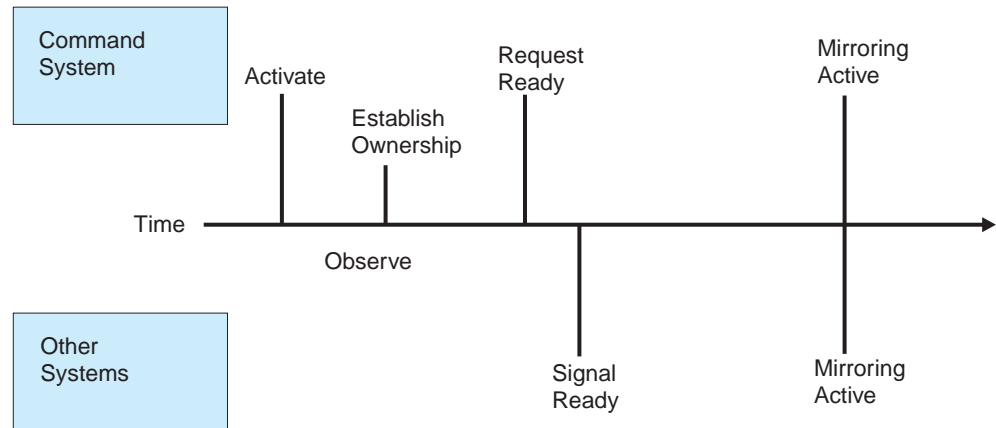 Command
System
Activate
Establish
Ownership
Request
Ready
Mirroring
Active
Time
Observe
Other
Systems
Signal
Ready
Mirroring
Active